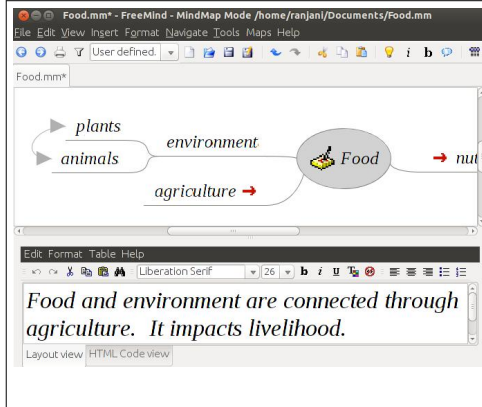 Food.mm* - FreeMind - MindMap Mode /home/ranjani/Documents/Food.mm
File Edit View Insert Format Navigate Tools Maps Help
User defined. i b
Food.mm*
plants
animals
environment
agriculture
Food
nut
Edit Format Table Help
Liberation Serif 26 b i u
Food and environment are connected through
agriculture. It impacts livelihood.
Layout view HTML Code view